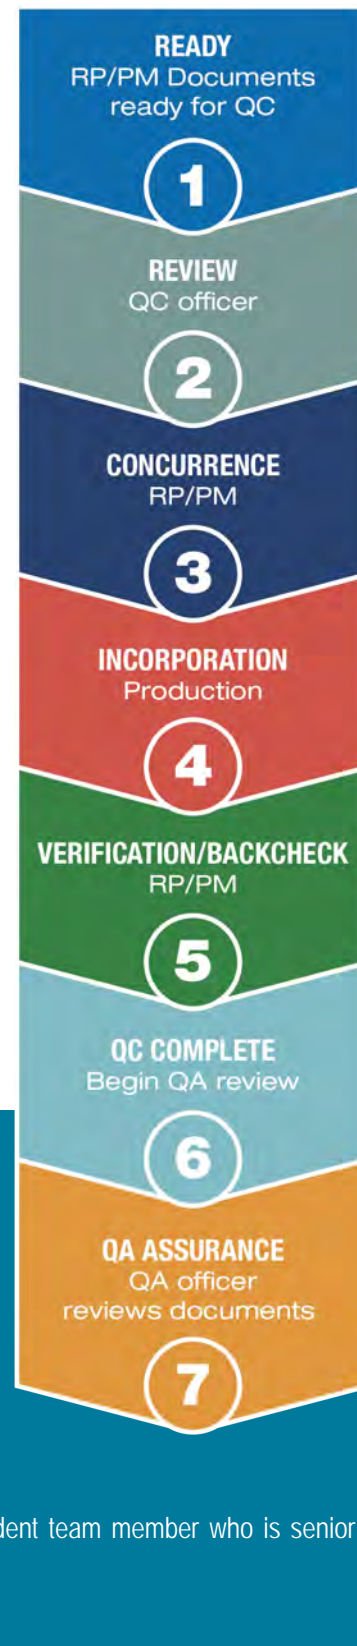 READY
RP/PM Documents
ready for QC
1
REVIEW
QC officer
2
CONCURRENCE
RP/PM
3
INCORPORATION
Production
4
VERIFICATION/BACKCHECK
RP/PM
5
QC COMPLETE
Begin QA review
6
QA ASSURANCE
QA officer
reviews documents
7
dent team member who is senior